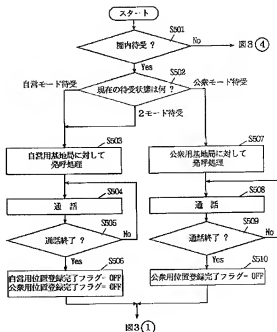 スタート
S501
圏内待受？
No
図3④
Yes
S502
現在の待受状態は何？
自営モード待受
公衆モード待受
2モード待受
S503
自営用基地局に対して
発呼処理
S507
公衆用基地局に対して
発呼処理
S504
通話
S508
通話
S505
通話終了？
No
S509
通話終了？
No
Yes
S506
自営用位置登録完了フラグ＝OFF
公衆用位置登録完了フラグ＝OFF
Yes
S510
公衆用位置登録完了フラグ＝OFF
図3①